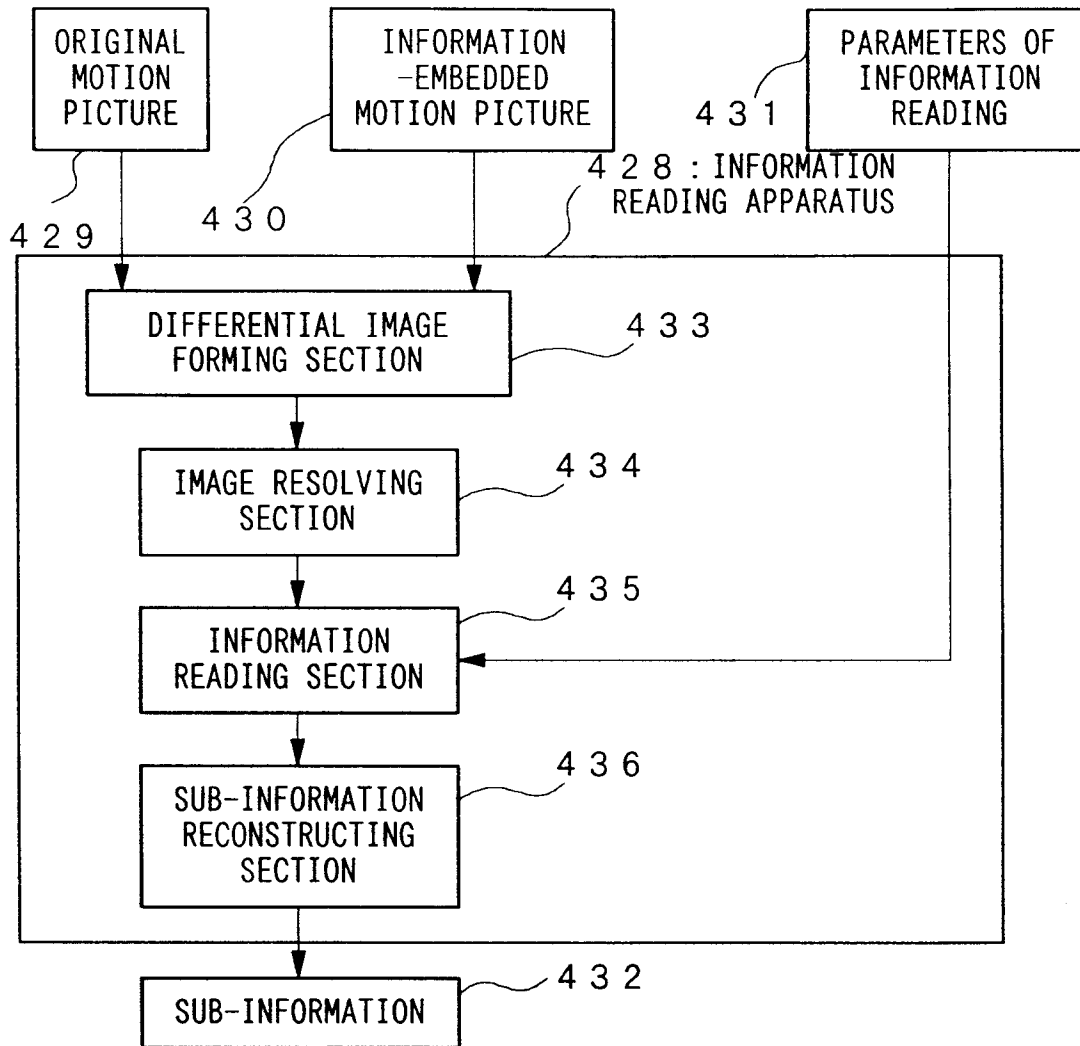 ORIGINAL
MOTION
PICTURE
INFORMATION
-EMBEDDED
MOTION PICTURE
PARAMETERS OF
INFORMATION
READING
429
430
431
428 : INFORMATION
READING APPARATUS
DIFFERENTIAL IMAGE
FORMING SECTION
433
IMAGE RESOLVING
SECTION
434
INFORMATION
READING SECTION
435
SUB-INFORMATION
RECONSTRUCTING
SECTION
436
SUB-INFORMATION
432